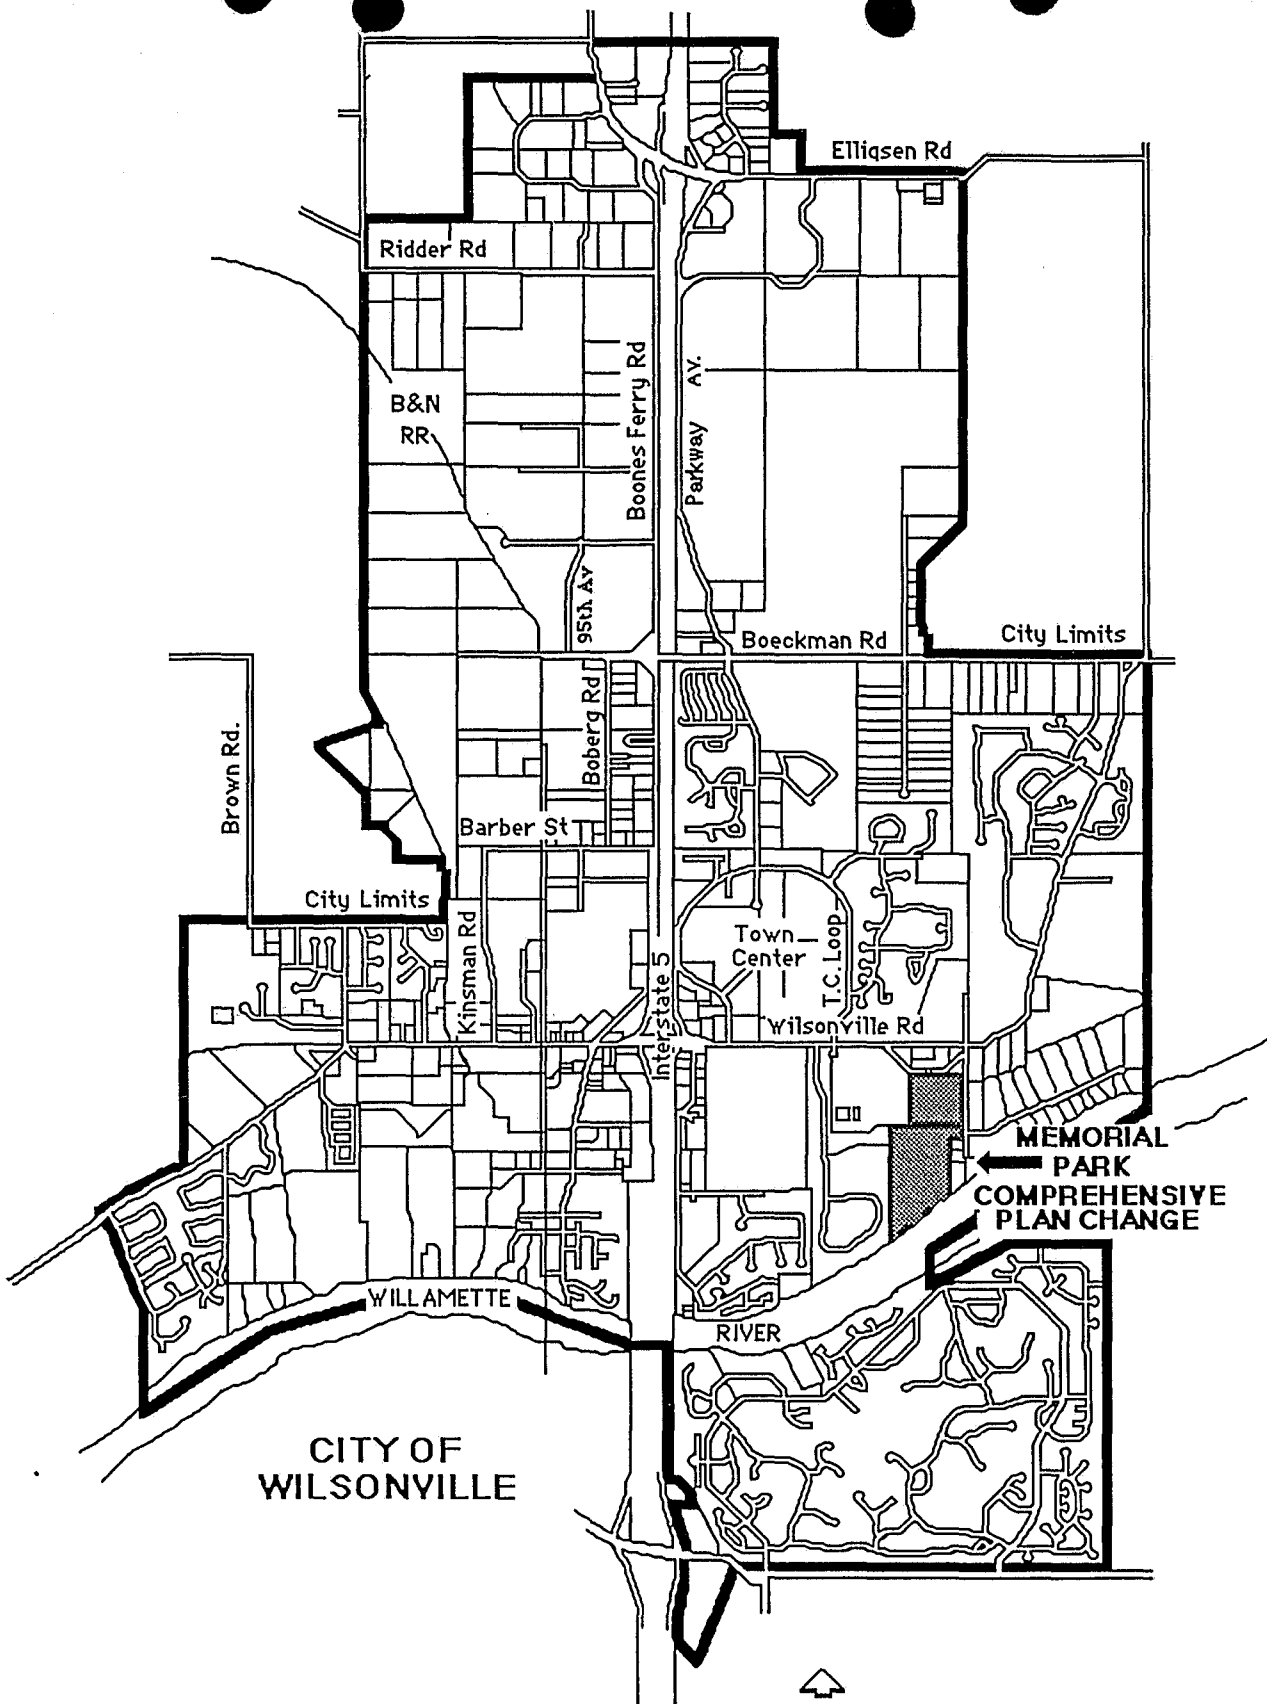 Elligsen Rd
Ridder Rd
Boones Ferry Rd
Parkway AV.
B&N
RR
95th AV
Boeckman Rd
City Limits
Brown Rd.
Boberg Rd
Barber St
City Limits
Kinsman Rd
Interstate 5
Town
Center
T.C. Loop
Wilsonville Rd
MEMORIAL
PARK
COMPREHENSIVE
PLAN CHANGE
WILLAMETTE
RIVER
CITY OF
WILSONVILLE